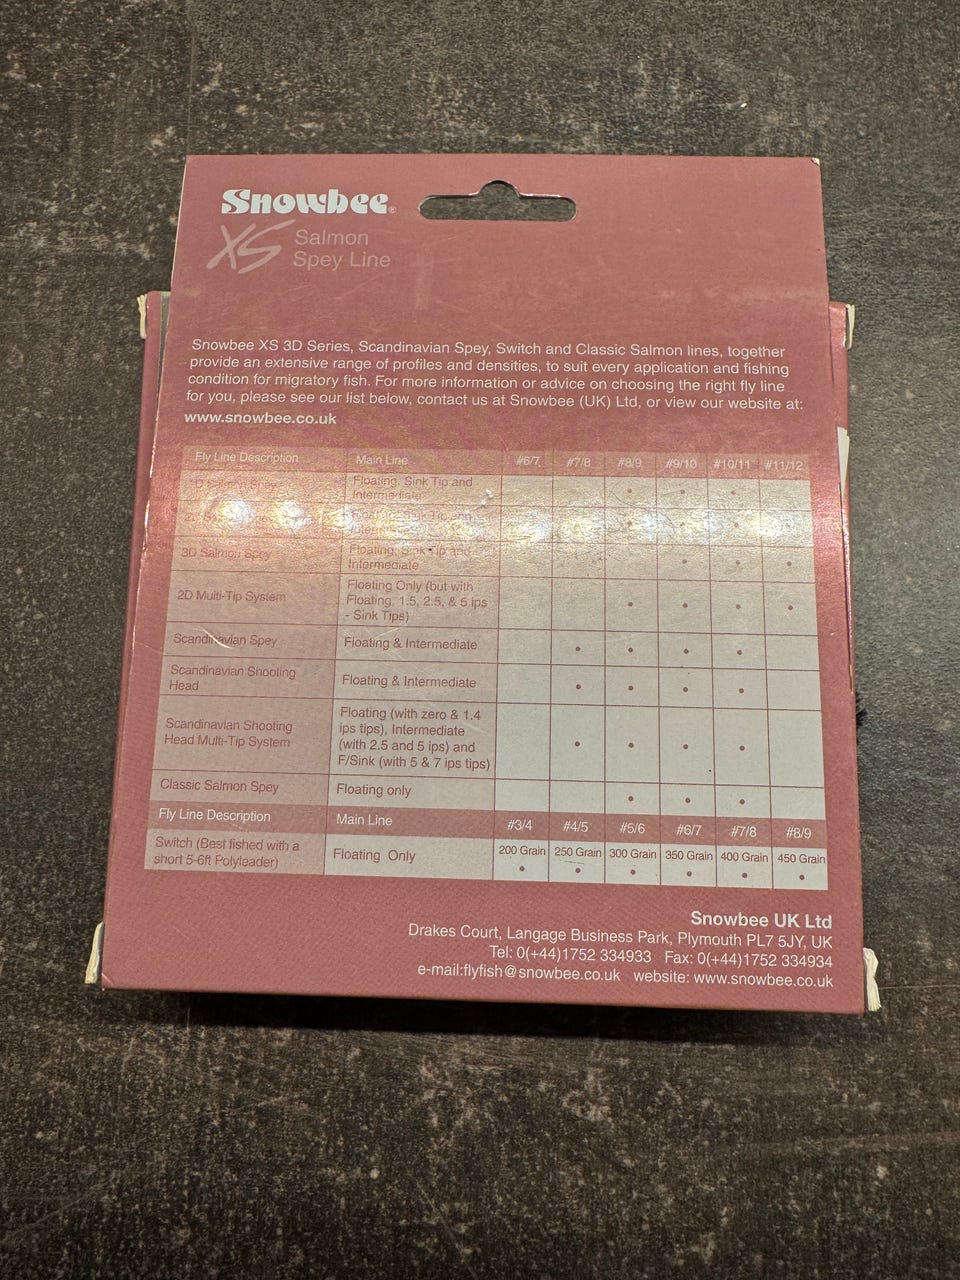 Snowbee®
XS Salmon
Spey Line
Snowbee XS 3D Series, Scandinavian Spey, Switch and Classic Salmon lines, together
provide an extensive range of profiles and densities, to suit every application and fishing
condition for migratory fish. For more information or advice on choosing the right fly line
for you, please see our list below, contact us at Snowbee (UK) Ltd, or view our website at:
www.snowbee.co.uk
Fly Line Description Main Line #6/7 #7/8 #8/9 #9/10 #10/11 #11/12
1D Salmon Spey Floating, Sink Tip and
Intermediate • • •
Tip and
3D Salmon Spey Floating, Sink Tip and
Intermediate • • •
2D Multi-Tip System Floating Only (but with
Floating, 1.5, 2.5, & 5 ips
- Sink Tips) • • • •
Scandinavian Spey Floating & Intermediate • • • •
Scandinavian Shooting
Head Floating & Intermediate • • • •
Scandinavian Shooting
Head Multi-Tip System Floating (with zero & 1.4
ips tips), Intermediate
(with 2.5 and 5 ips) and
F/Sink (with 5 & 7 ips tips) • • • •
Classic Salmon Spey Floating only • • •
Fly Line Description Main Line #3/4 #4/5 #5/6 #6/7 #7/8 #8/9
Switch (Best fished with a
short 5-6ft Polyleader) Floating Only 200 Grain 250 Grain 300 Grain 350 Grain 400 Grain 450 Grain
• • • • • •
Snowbee UK Ltd
Drakes Court, Langage Business Park, Plymouth PL7 5JY, UK
Tel: 0(+44)1752 334933 Fax: 0(+44)1752 334934
e-mail:flyfish@snowbee.co.uk website: www.snowbee.co.uk